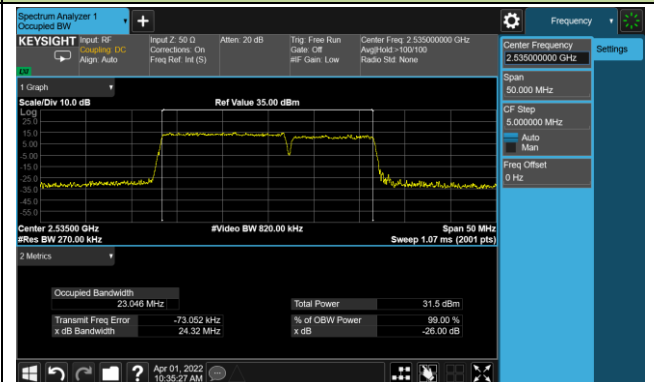 Spectrum Analyzer 1
Occupied BW
+
Frequency
KEYSIGHT
Input: RF
Coupling: DC
Align: Auto
Input Z: 50 Ω
Corrections: On
Freq Ref: Int (S)
Atten: 20 dB
Trig: Free Run
Gate: Off
#IF Gain: Low
Center Freq: 2.535000000 GHz
Avg|Hold:>100/100
Radio Std: None
Center Frequency
2.535000000 GHz
Settings
Span
50.000 MHz
CF Step
5.000000 MHz
Auto
Man
Freq Offset
0 Hz
1 Graph
Scale/Div 10.0 dB
Ref Value 35.00 dBm
Log
25.0
15.0
5.00
-5.00
-15.0
-25.0
-35.0
-45.0
-55.0
Center 2.53500 GHz
#Video BW 820.00 kHz
Span 50 MHz
#Res BW 270.00 kHz
Sweep 1.07 ms (2001 pts)
2 Metrics
Occupied Bandwidth
23.046 MHz
Total Power
31.5 dBm
Transmit Freq Error
-73.052 kHz
% of OBW Power
99.00 %
x dB Bandwidth
24.32 MHz
x dB
-26.00 dB
?
Apr 01, 2022
10:35:27 AM